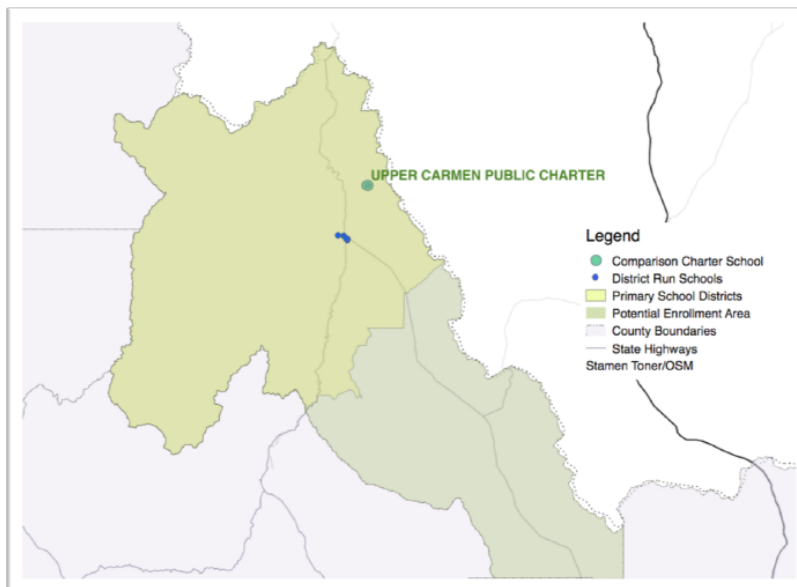 UPPER CARMEN PUBLIC CHARTER
Legend
Comparison Charter School
District Run Schools
Primary School Districts
Potential Enrollment Area
County Boundaries
State Highways
Stamen Toner/OSM